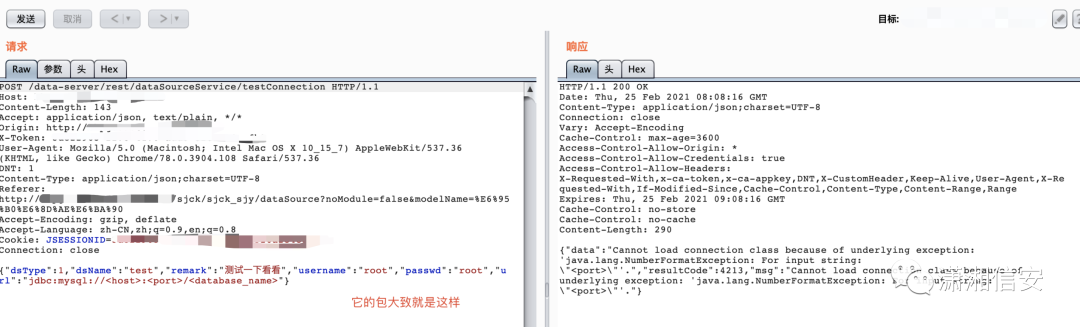 发送 取消 < >
目标:
请求
Raw 参数 头 Hex
POST /data-server/rest/dataSourceService/testConnection HTTP/1.1
Host:
Content-Length: 143
Accept: application/json, text/plain, */*
Origin: http://
X-Token:
User-Agent: Mozilla/5.0 (Macintosh; Intel Mac OS X 10_15_7) AppleWebKit/537.36
(KHTML, like Gecko) Chrome/78.0.3904.108 Safari/537.36
DNT: 1
Content-Type: application/json;charset=UTF-8
Referer:
http://
/sjck/sjck_sjy/dataSource?noModule=false&modelName=%E6%95
%B0%E6%8D%AE%E6%BA%90
Accept-Encoding: gzip, deflate
Accept-Language: zh-CN,zh;q=0.9,en;q=0.8
Cookie: JSESSIONID=
Connection: close
{"dsType":1,"dsName":"test","remark":"测试一下看看","username":"root","passwd":"root","u
rl":"jdbc:mysql://<host>:<port>/<database_name>"}
它的包大致就是这样
响应
Raw 头 Hex
HTTP/1.1 200 OK
Date: Thu, 25 Feb 2021 08:08:16 GMT
Content-Type: application/json;charset=UTF-8
Connection: close
Vary: Accept-Encoding
Cache-Control: max-age=3600
Access-Control-Allow-Origin: *
Access-Control-Allow-Credentials: true
Access-Control-Allow-Headers:
X-Requested-With,x-ca-token,x-ca-appkey,DNT,X-CustomHeader,Keep-Alive,User-Agent,X-Re
quested-With,If-Modified-Since,Cache-Control,Content-Type,Content-Range,Range
Expires: Thu, 25 Feb 2021 09:08:16 GMT
Cache-Control: no-store
Cache-Control: no-cache
Content-Length: 290
{"data":"Cannot load connection class because of underlying exception:
'java.lang.NumberFormatException: For input string:
\"<port>\"'.","resultCode":4213,"msg":"Cannot load class because of
underlying exception: 'java.lang.NumberFormatException:
\"<port>\"'."}
潇湘信安